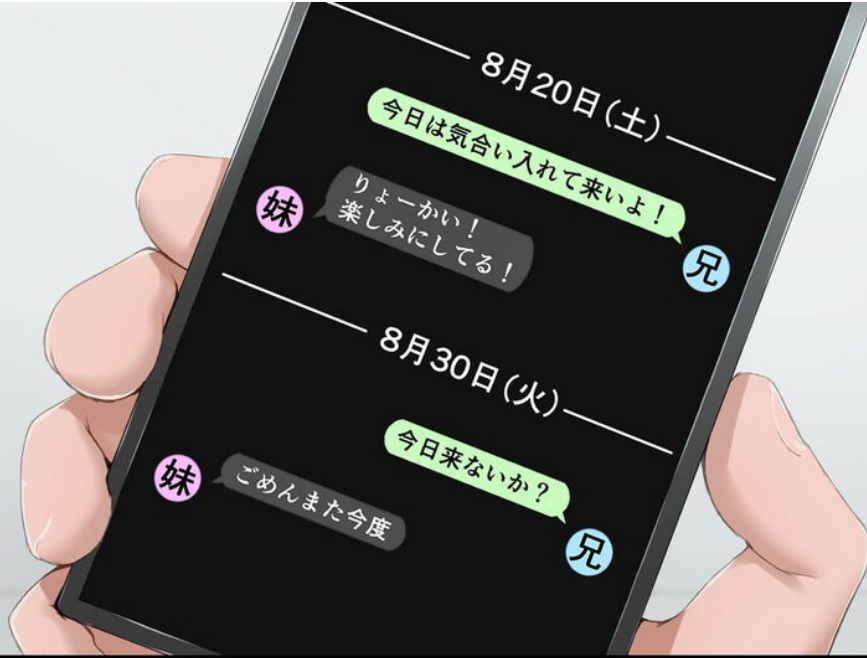 8月20日(土)
今日は気合い入れて来いよ!
妹
りょーかい!
楽しみにしてる!
兄
8月30日(火)
今日来ないか?
妹
ごめんまた今度
兄